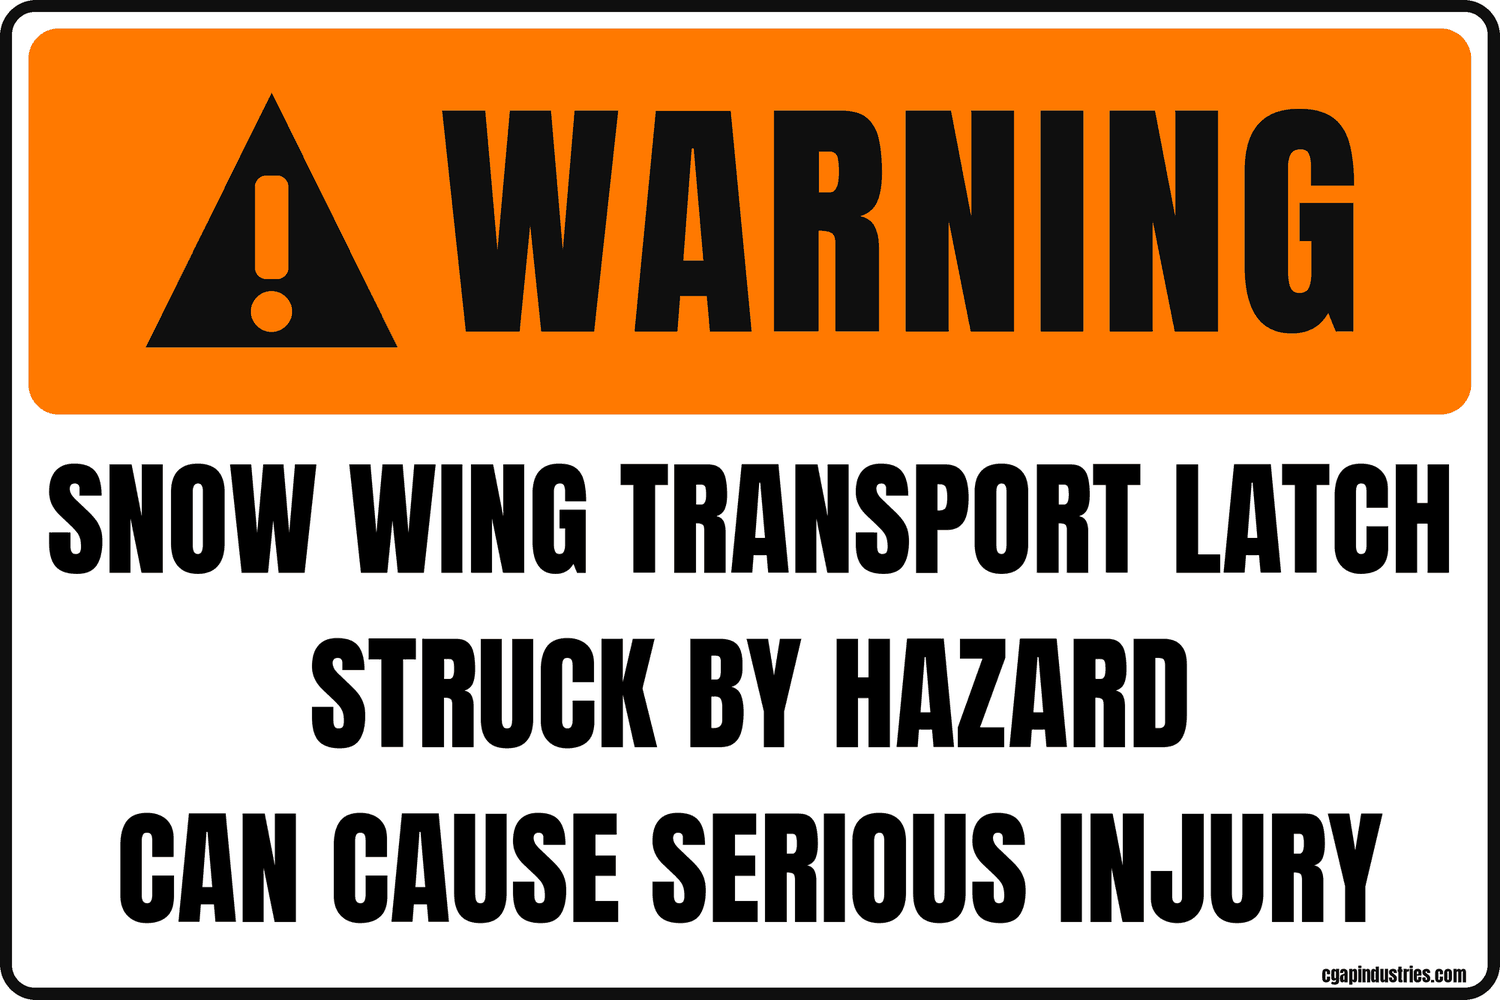 WARNING
SNOW WING TRANSPORT LATCH
STRUCK BY HAZARD
CAN CAUSE SERIOUS INJURY
cgapindustries.com